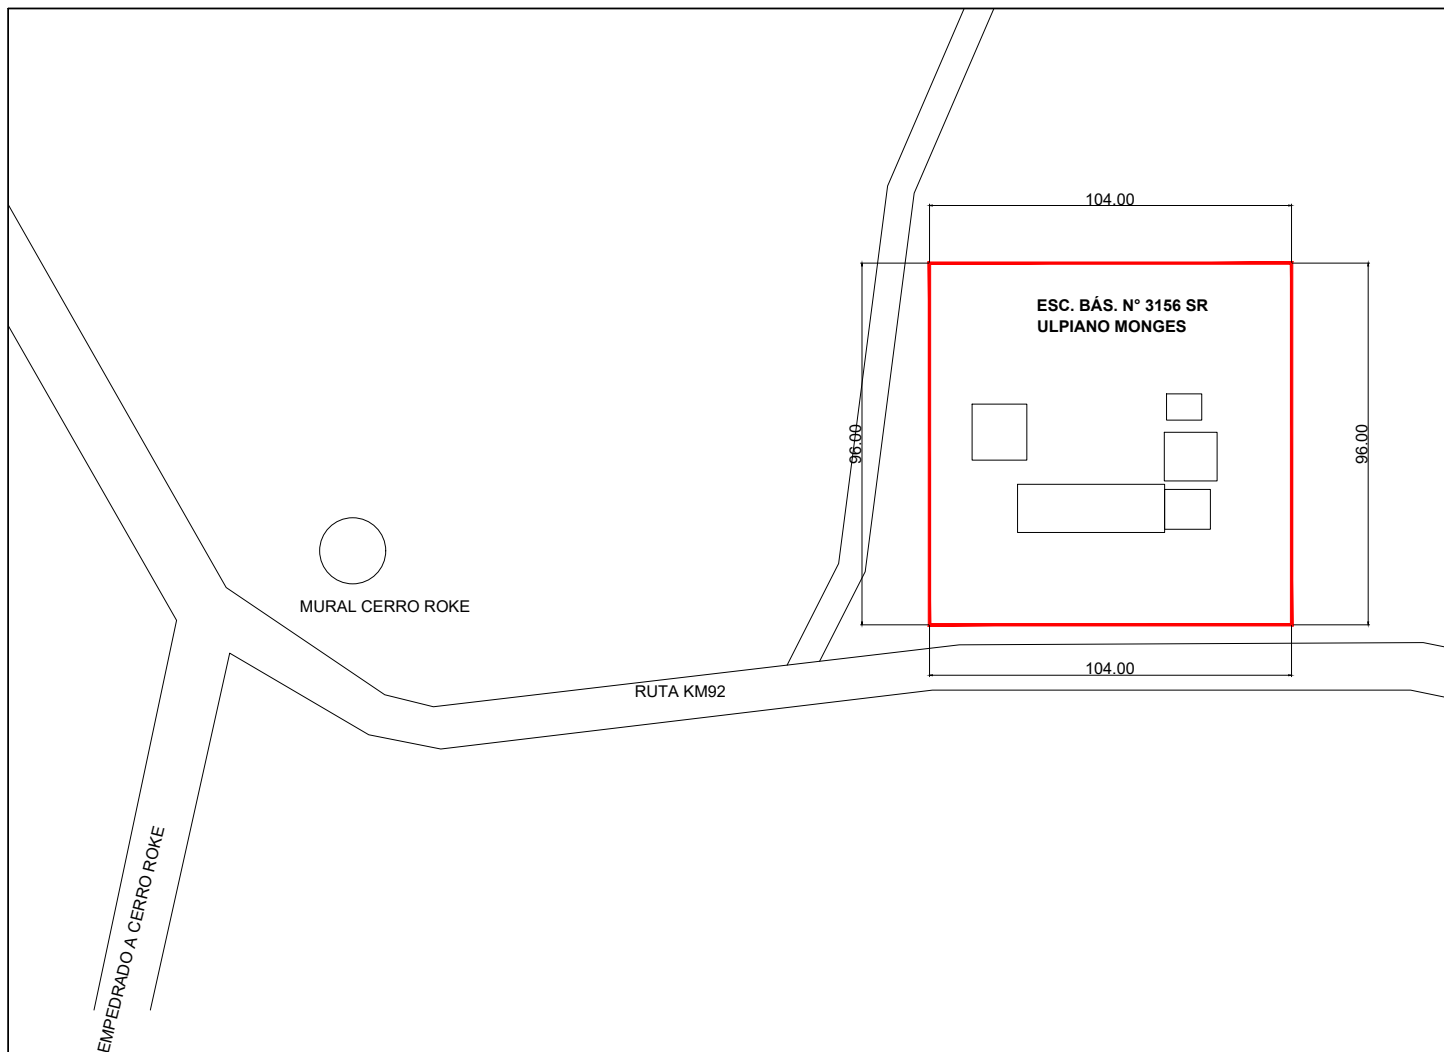 104.00
ESC. BÁS. N° 3156 SR
ULPIANO MONGES
96.00
96.00
MURAL CERRO ROKE
104.00
RUTA KM92
EMPEDRADO A CERRO ROKE